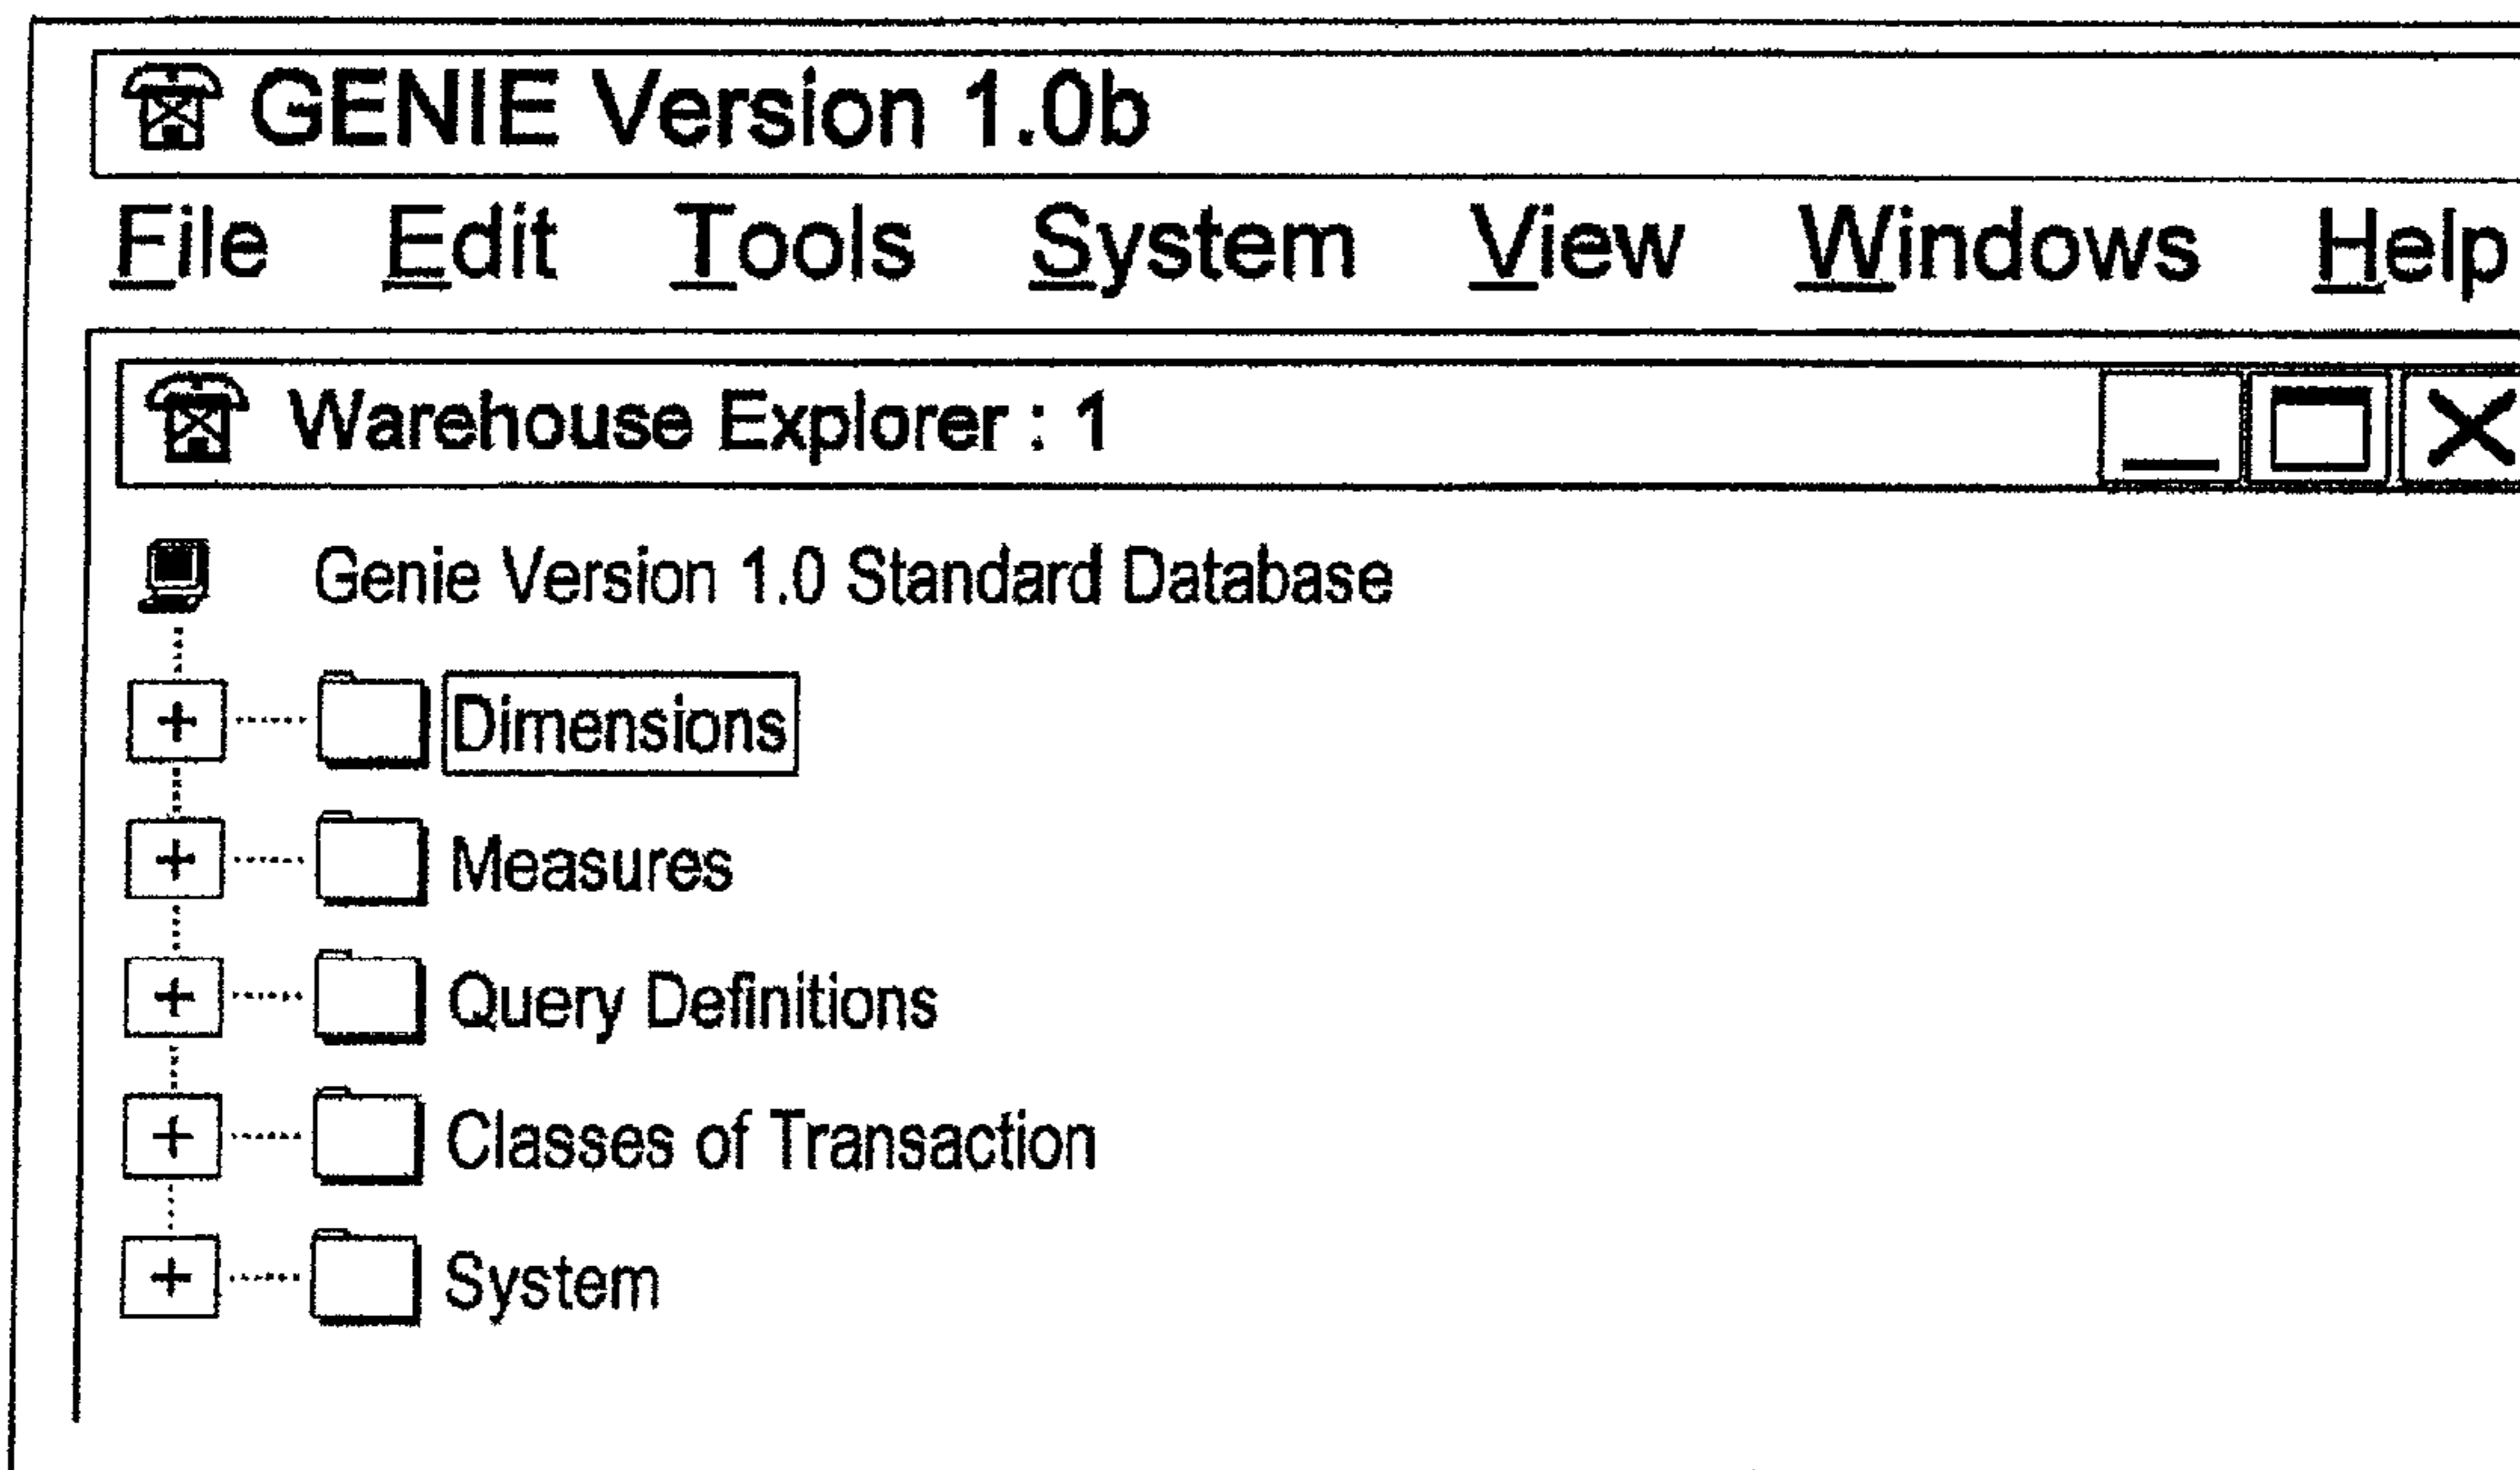 GENIE Version 1.0b
File Edit Tools System View Windows Help
Warehouse Explorer : 1
Genie Version 1.0 Standard Database
Dimensions
Measures
Query Definitions
Classes of Transaction
System